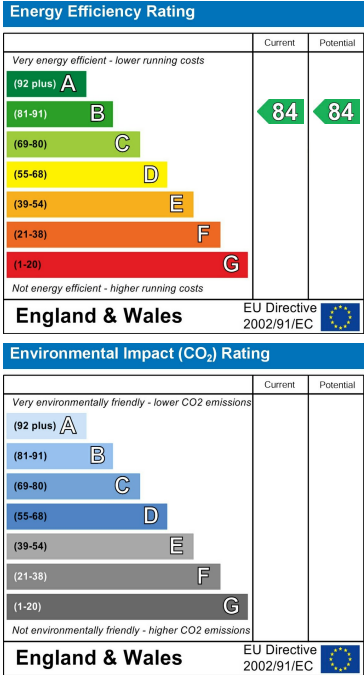 Energy Efficiency Rating
Current Potential
Very energy efficient - lower running costs
(92 plus) A
(81-91) B 84 84
(69-80) C
(55-68) D
(39-54) E
(21-38) F
(1-20) G
Not energy efficient - higher running costs
England & Wales EU Directive 2002/91/EC
Environmental Impact (CO₂) Rating
Current Potential
Very environmentally friendly - lower CO2 emissions
(92 plus) A
(81-91) B
(69-80) C
(55-68) D
(39-54) E
(21-38) F
(1-20) G
Not environmentally friendly - higher CO2 emissions
England & Wales EU Directive 2002/91/EC